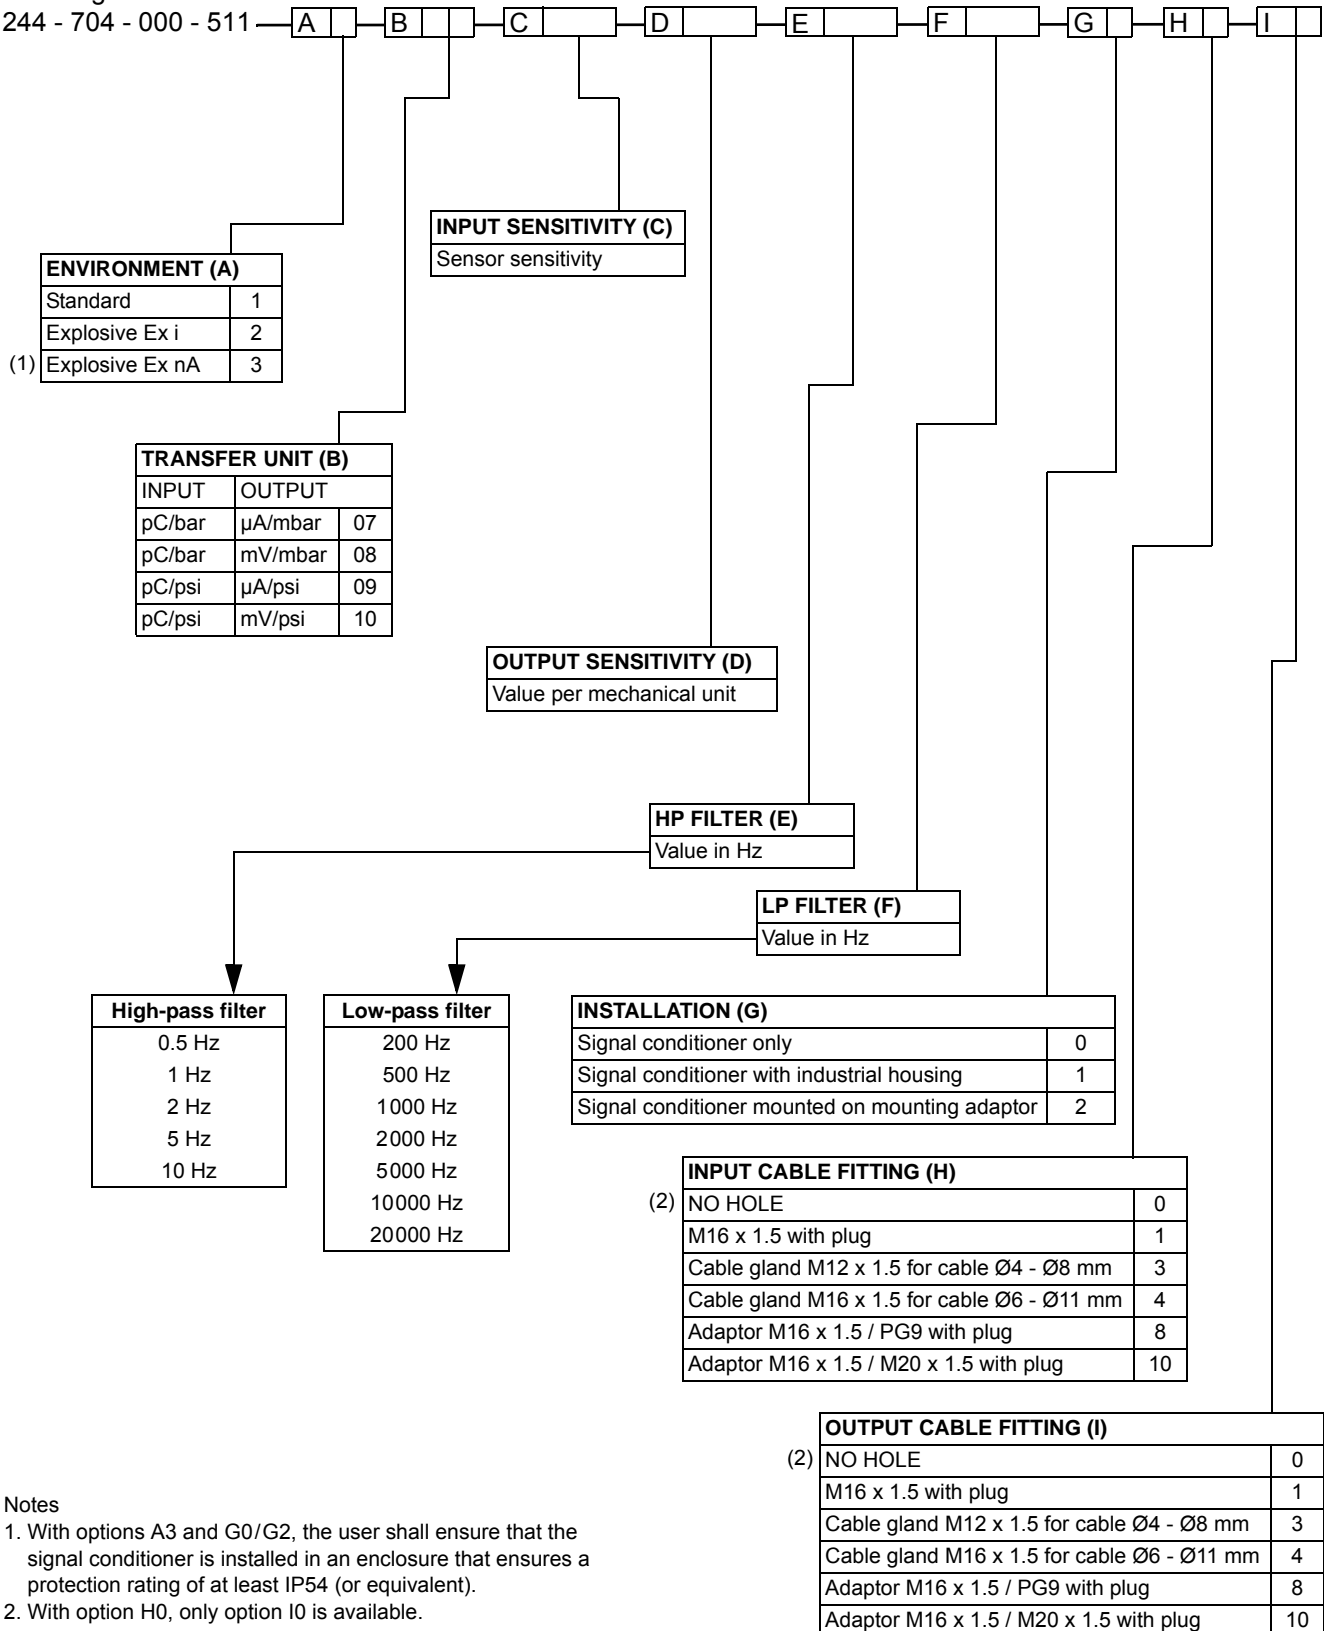 244 - 704 - 000 - 511 A B C D E F G H I
INPUT SENSITIVITY (C)
Sensor sensitivity
ENVIRONMENT (A)
Standard 1
Explosive Ex i 2
(1) Explosive Ex nA 3
TRANSFER UNIT (B)
INPUT OUTPUT
pC/bar µA/mbar 07
pC/bar mV/mbar 08
pC/psi µA/psi 09
pC/psi mV/psi 10
OUTPUT SENSITIVITY (D)
Value per mechanical unit
HP FILTER (E)
Value in Hz
LP FILTER (F)
Value in Hz
High-pass filter
0.5 Hz
1 Hz
2 Hz
5 Hz
10 Hz
Low-pass filter
200 Hz
500 Hz
1000 Hz
2000 Hz
5000 Hz
10000 Hz
20000 Hz
INSTALLATION (G)
Signal conditioner only 0
Signal conditioner with industrial housing 1
Signal conditioner mounted on mounting adaptor 2
INPUT CABLE FITTING (H)
(2) NO HOLE 0
M16 x 1.5 with plug 1
Cable gland M12 x 1.5 for cable Ø4 - Ø8 mm 3
Cable gland M16 x 1.5 for cable Ø6 - Ø11 mm 4
Adaptor M16 x 1.5 / PG9 with plug 8
Adaptor M16 x 1.5 / M20 x 1.5 with plug 10
OUTPUT CABLE FITTING (I)
(2) NO HOLE 0
M16 x 1.5 with plug 1
Cable gland M12 x 1.5 for cable Ø4 - Ø8 mm 3
Cable gland M16 x 1.5 for cable Ø6 - Ø11 mm 4
Adaptor M16 x 1.5 / PG9 with plug 8
Adaptor M16 x 1.5 / M20 x 1.5 with plug 10
Notes
1. With options A3 and G0/G2, the user shall ensure that the
signal conditioner is installed in an enclosure that ensures a
protection rating of at least IP54 (or equivalent).
2. With option H0, only option I0 is available.